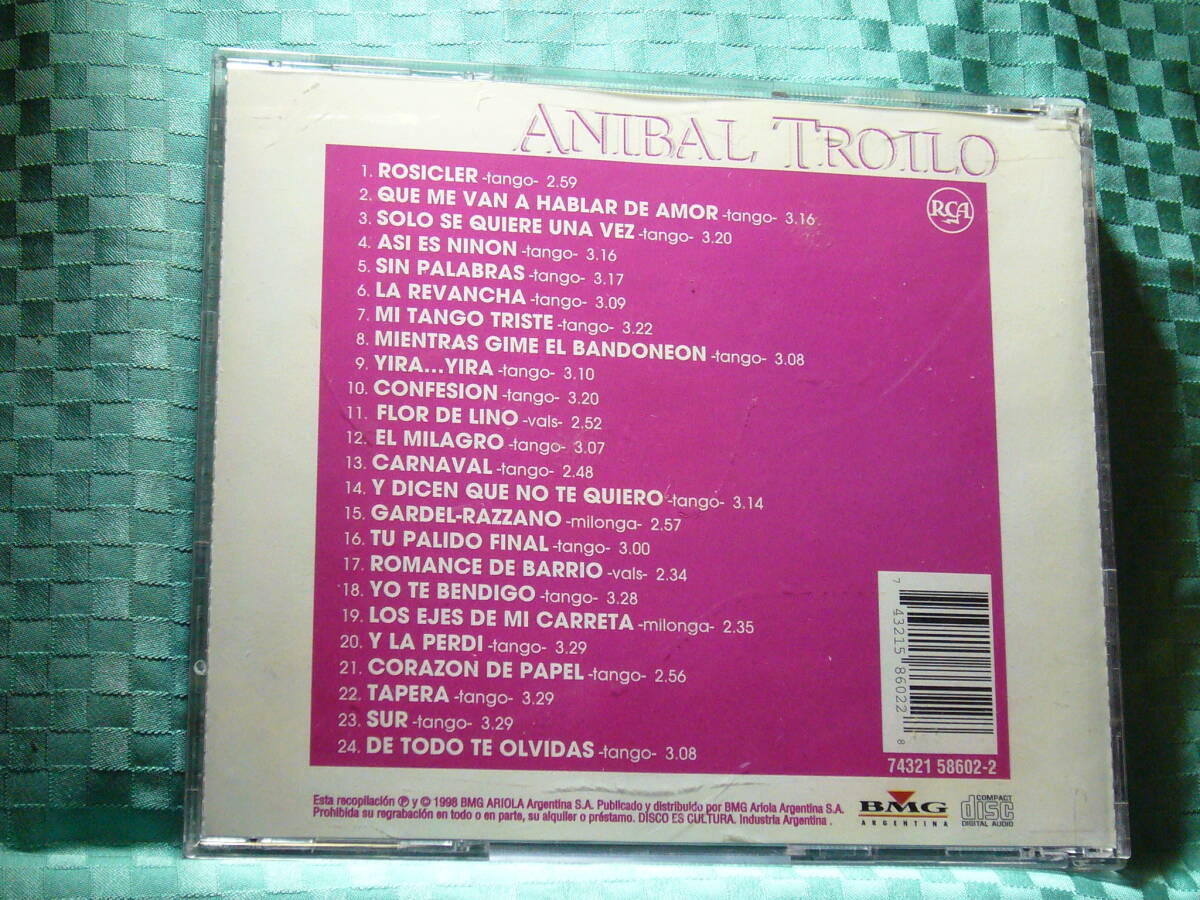 ANIBAL TROILO
RCA
1. ROSICLER -tango- 2.59
2. QUE ME VAN A HABLAR DE AMOR -tango- 3.16
3. SOLO SE QUIERE UNA VEZ -tango- 3.20
4. ASI ES NINON -tango- 3.16
5. SIN PALABRAS -tango- 3.17
6. LA REVANCHA -tango- 3.09
7. MI TANGO TRISTE -tango- 3.22
8. MIENTRAS GIME EL BANDONEON -tango- 3.08
9. YIRA...YIRA -tango- 3.10
10. CONFESION -tango- 3.20
11. FLOR DE LINO -vals- 2.52
12. EL MILAGRO -tango- 3.07
13. CARNAVAL -tango- 2.48
14. Y DICEN QUE NO TE QUIERO -tango- 3.14
15. GARDEL-RAZZANO -milonga- 2.57
16. TU PALIDO FINAL -tango- 3.00
17. ROMANCE DE BARRIO -vals- 2.34
18. YO TE BENDIGO -tango- 3.28
19. LOS EJES DE MI CARRETA -milonga- 2.35
20. Y LA PERDI -tango- 3.29
21. CORAZON DE PAPEL -tango- 2.56
22. TAPERA -tango- 3.29
23. SUR -tango- 3.29
24. DE TODO TE OLVIDAS -tango- 3.08
7 43215 86022 8
74321 58602-2
Esta recopilación ℗ y © 1998 BMG ARIOLA Argentina S.A. Publicado y distribuido por BMG Ariola Argentina S.A.
Prohibida su regrabación en todo o en parte, su alquiler o préstamo. DISCO ES CULTURA. Industria Argentina .
BMG
ARGENTINA
COMPACT
disc
DIGITAL AUDIO